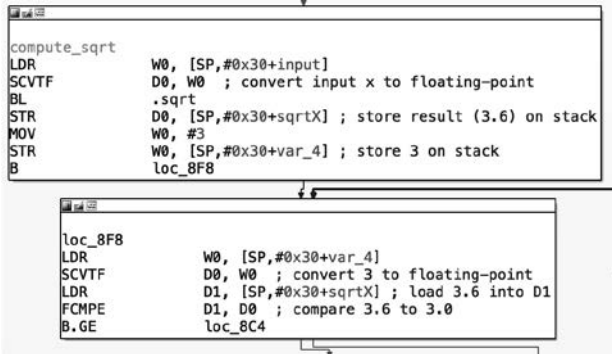 compute_sqrt
LDR W0, [SP,#0x30+input]
SCVTF D0, W0 ; convert input x to floating-point
BL .sqrt
STR D0, [SP,#0x30+sqrtX] ; store result (3.6) on stack
MOV W0, #3
STR W0, [SP,#0x30+var_4] ; store 3 on stack
B loc_8F8
loc_8F8
LDR W0, [SP,#0x30+var_4]
SCVTF D0, W0 ; convert 3 to floating-point
LDR D1, [SP,#0x30+sqrtX] ; load 3.6 into D1
FCMPE D1, D0 ; compare 3.6 to 3.0
B.GE loc_8C4